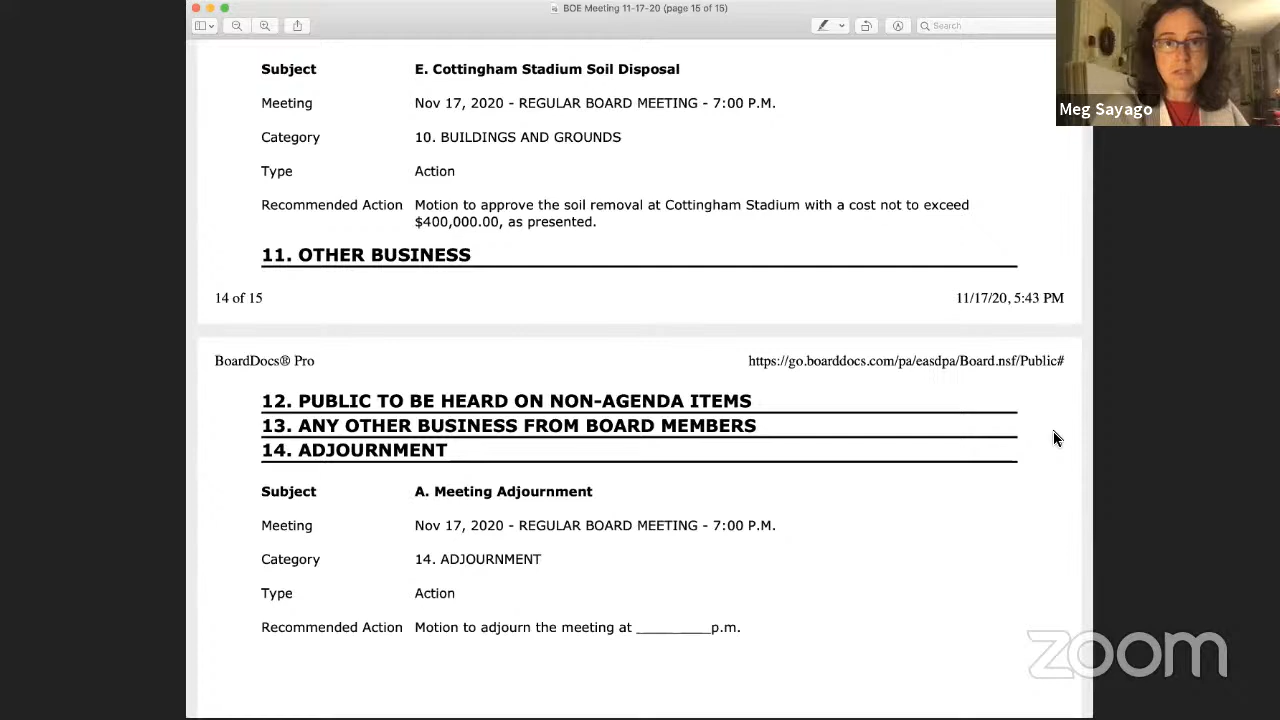 BOE Meeting 11-17-20 (page 15 of 15)
Search
Meg Sayago
Subject E. Cottingham Stadium Soil Disposal
Meeting Nov 17, 2020 - REGULAR BOARD MEETING - 7:00 P.M.
Category 10. BUILDINGS AND GROUNDS
Type Action
Recommended Action Motion to approve the soil removal at Cottingham Stadium with a cost not to exceed
$400,000.00, as presented.
11. OTHER BUSINESS
14 of 15 11/17/20, 5:43 PM
BoardDocs® Pro https://go.boarddocs.com/pa/easdpa/Board.nsf/Public#
12. PUBLIC TO BE HEARD ON NON-AGENDA ITEMS
13. ANY OTHER BUSINESS FROM BOARD MEMBERS
14. ADJOURNMENT
Subject A. Meeting Adjournment
Meeting Nov 17, 2020 - REGULAR BOARD MEETING - 7:00 P.M.
Category 14. ADJOURNMENT
Type Action
Recommended Action Motion to adjourn the meeting at _________p.m.
zoom